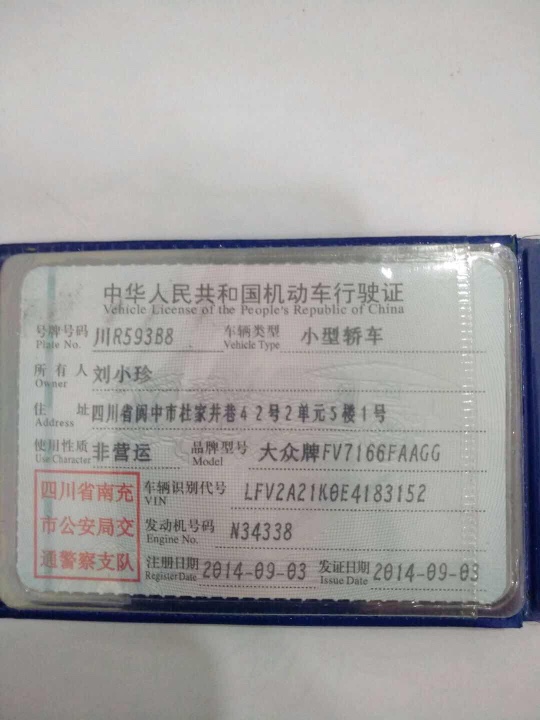 中华人民共和国机动车行驶证
Vehicle License of the People's Republic of China
号牌号码 川R593B8 车辆类型 小型轿车
Plate No. Vehicle Type
所有人 刘小珍
Owner
住址 四川省阆中市杜家井巷42号2单元5楼1号
Address
使用性质 非营运 品牌型号 大众牌FV7166FAAGG
Use Character Model
四川省南充 车辆识别代号 LFV2A21K0E4183152
VIN
市公安局交 发动机号码 N34338
Engine No.
通警察支队 注册日期 2014-09-03 发证日期 2014-09-03
Register Date Issue Date